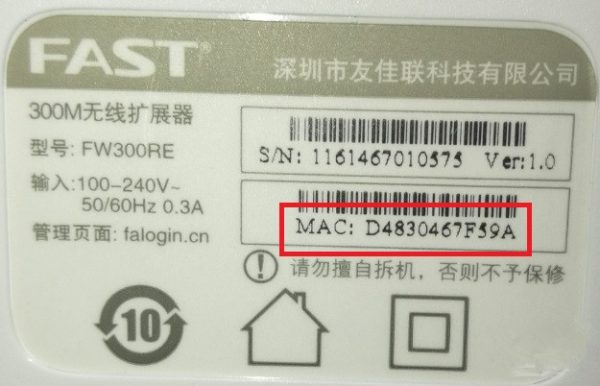 FAST®
深圳市友佳联科技有限公司
300M无线扩展器
型号: FW300RE
输入:100-240V~
50/60Hz 0.3A
管理页面: falogin.cn
S/N: 1161467010575 Ver:1.0
MAC: D4830467F59A
请勿擅自拆机，否则不予保修
10